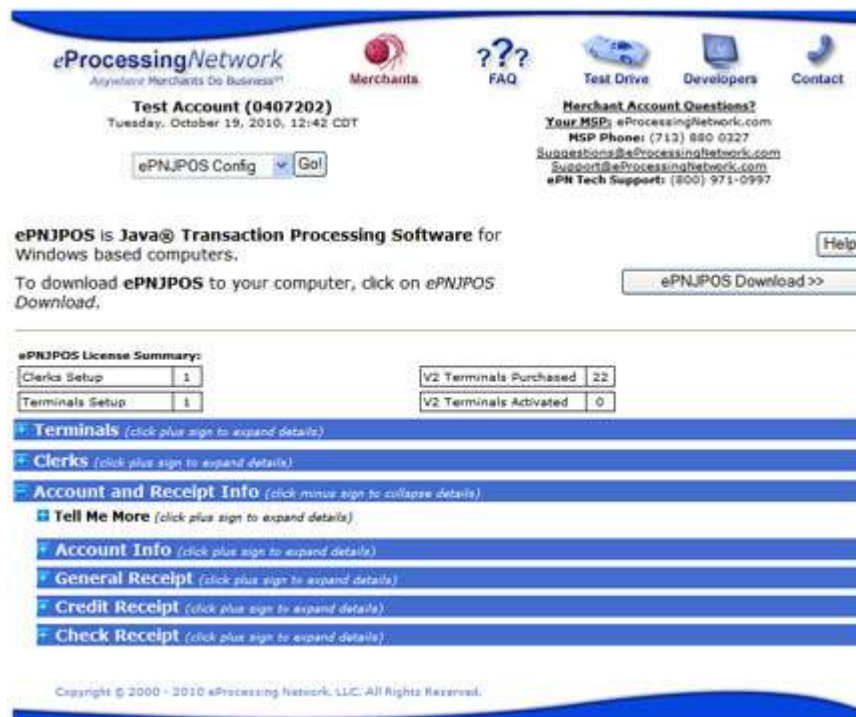 eProcessingNetwork
Anywhere Merchants Do Business℠
Merchants
???
FAQ
Test Drive
Developers
Contact
Test Account (0407202)
Tuesday, October 19, 2010, 12:42 CDT
Merchant Account Questions?
Your MSP: eProcessingNetwork.com
MSP Phone: (713) 880 0327
Suggestions@eProcessingNetwork.com
Support@eProcessingNetwork.com
ePN Tech Support: (800) 971-0997
ePNJPOS Config
Go!
ePNJPOS is Java® Transaction Processing Software for
Windows based computers.
Help
To download ePNJPOS to your computer, click on ePNJPOS
Download.
ePNJPOS Download >>
ePNJPOS License Summary:
Clerks Setup 1
V2 Terminals Purchased 22
Terminals Setup 1
V2 Terminals Activated 0
Terminals (click plus sign to expand details)
Clerks (click plus sign to expand details)
Account and Receipt Info (click minus sign to collapse details)
Tell Me More (click plus sign to expand details)
Account Info (click plus sign to expand details)
General Receipt (click plus sign to expand details)
Credit Receipt (click plus sign to expand details)
Check Receipt (click plus sign to expand details)
Copyright © 2000 - 2010 eProcessing Network, LLC. All Rights Reserved.